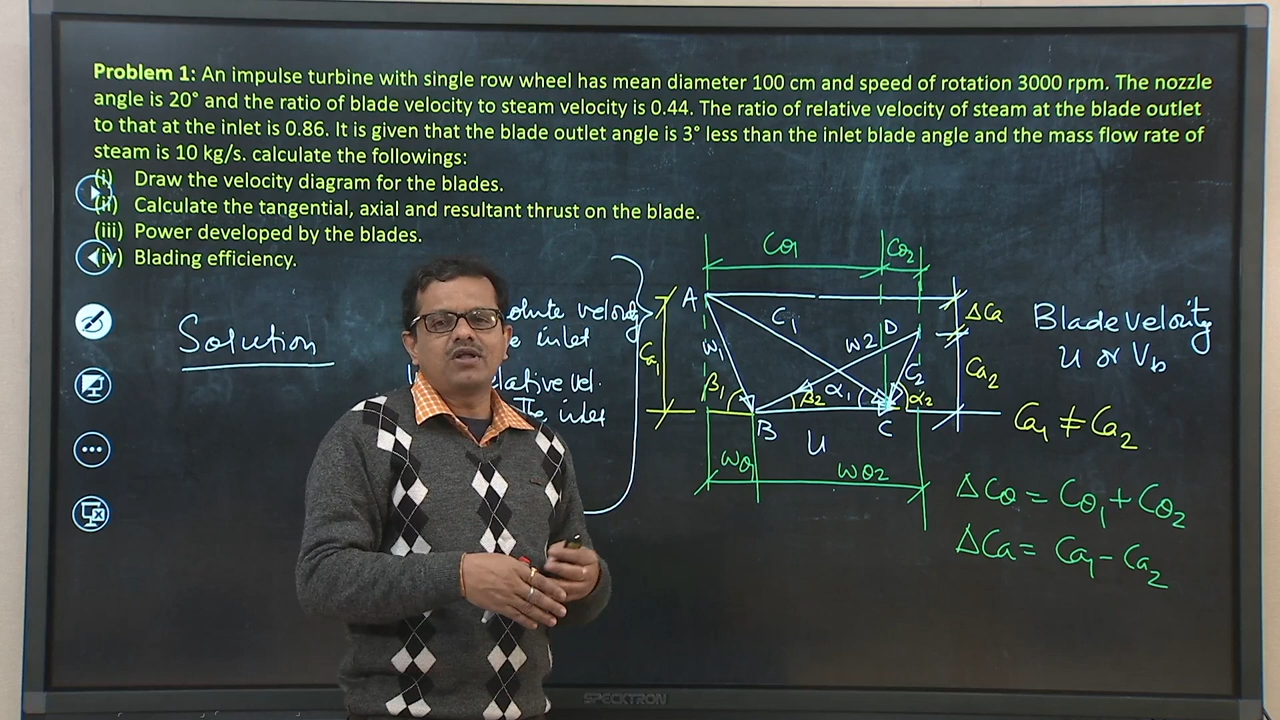 Problem 1: An impulse turbine with single row wheel has mean diameter 100 cm and speed of rotation 3000 rpm. The nozzle
angle is 20° and the ratio of blade velocity to steam velocity is 0.44. The ratio of relative velocity of steam at the blade outlet
to that at the inlet is 0.86. It is given that the blade outlet angle is 3° less than the inlet blade angle and the mass flow rate of
steam is 10 kg/s. calculate the followings:
(i) Draw the velocity diagram for the blades.
(ii) Calculate the tangential, axial and resultant thrust on the blade.
(iii) Power developed by the blades.
(iv) Blading efficiency.
Solution
inlet
vel.
The inlet
Cθ1 Cθ2
A C1 D ΔCa
w1 w2 C2
Ca1 Ca2
β1 β2 α1 α2
B U C
wθ1 wθ2
Blade velocity
U or Vb
Ca1 ≠ Ca2
ΔCθ = Cθ1 + Cθ2
ΔCa = Ca1 - Ca2
SPECKTRON